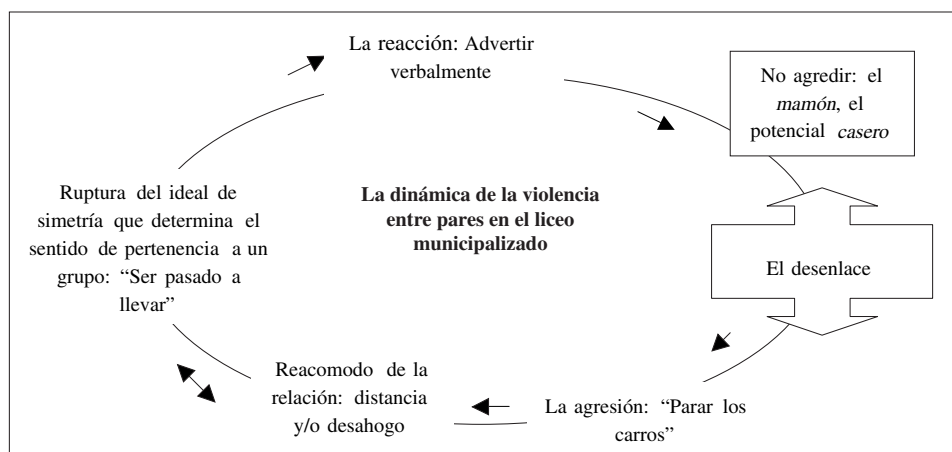 La reacción: Advertir
verbalmente
No agredir: el
mamón, el
potencial casero
Ruptura del ideal de
simetría que determina el
sentido de pertenencia a un
grupo: “Ser pasado a
llevar”
La dinámica de la violencia
entre pares en el liceo
municipalizado
El desenlace
Reacomodo de la
relación: distancia
y/o desahogo
La agresión: “Parar los
carros”